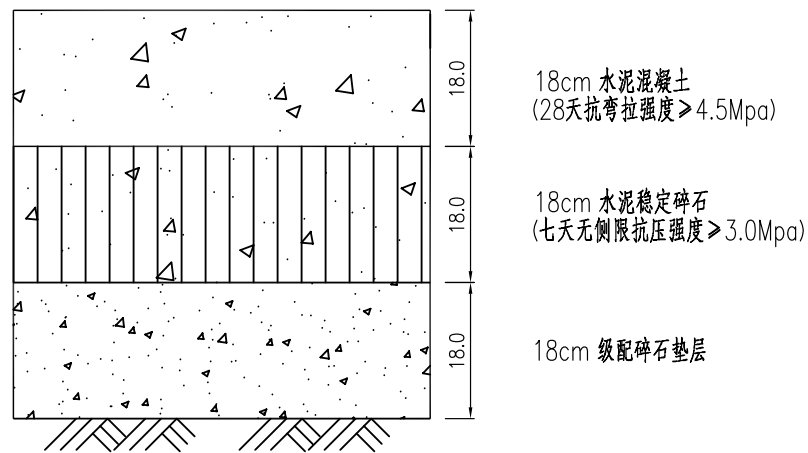 18.0
18cm 水泥混凝土
(28天抗弯拉强度≥4.5Mpa)
18.0
18cm 水泥稳定碎石
(七天无侧限抗压强度≥3.0Mpa)
18.0
18cm 级配碎石垫层